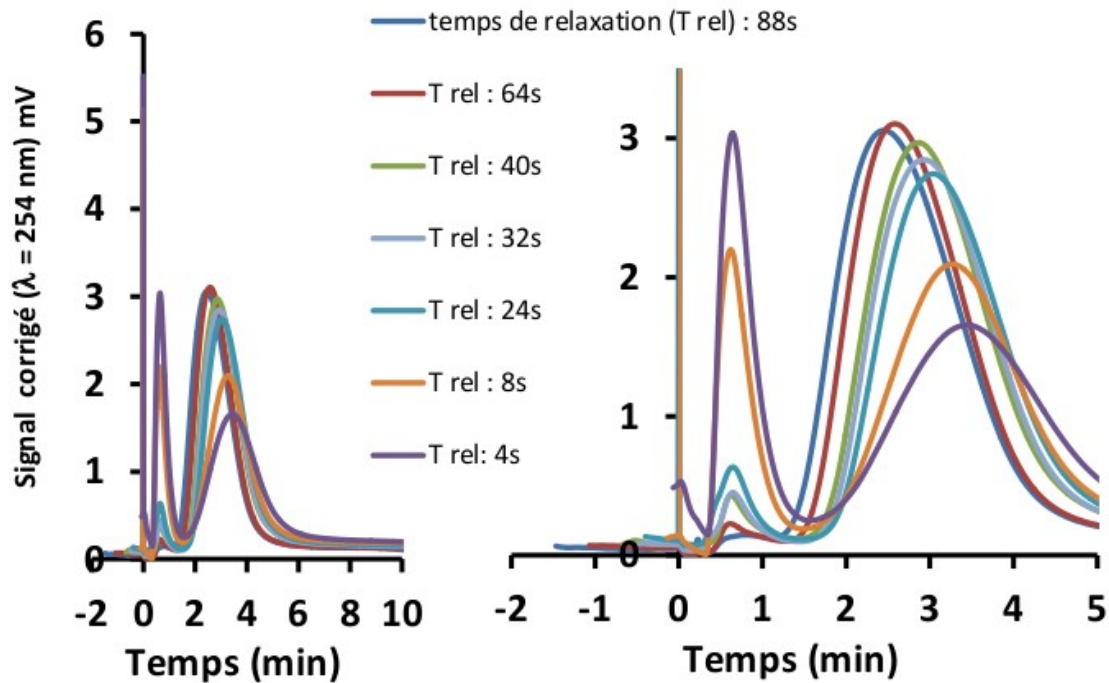 temps de relaxation (T rel) : 88s
T rel : 64s
T rel : 40s
T rel : 32s
T rel : 24s
T rel : 8s
T rel: 4s
Signal corrigé (λ = 254 nm) mV
6
5
4
3
2
1
0
-2 0 2 4 6 8 10
Temps (min)
3
2
1
0
-2 -1 0 1 2 3 4 5
Temps (min)